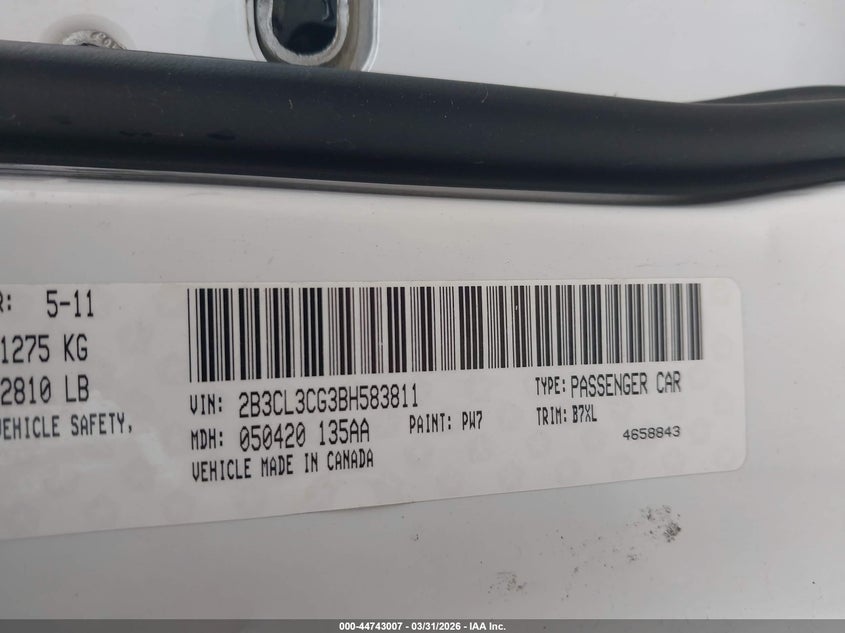 R: 5-11
1275 KG
2810 LB
VEHICLE SAFETY,
VIN: 2B3CL3CG3BH583811
TYPE: PASSENGER CAR
MDH: 050420 135AA
PAINT: PW7
TRIM: B7XL
VEHICLE MADE IN CANADA
4658843
000-44743007 - 03/31/2026 - IAA Inc.